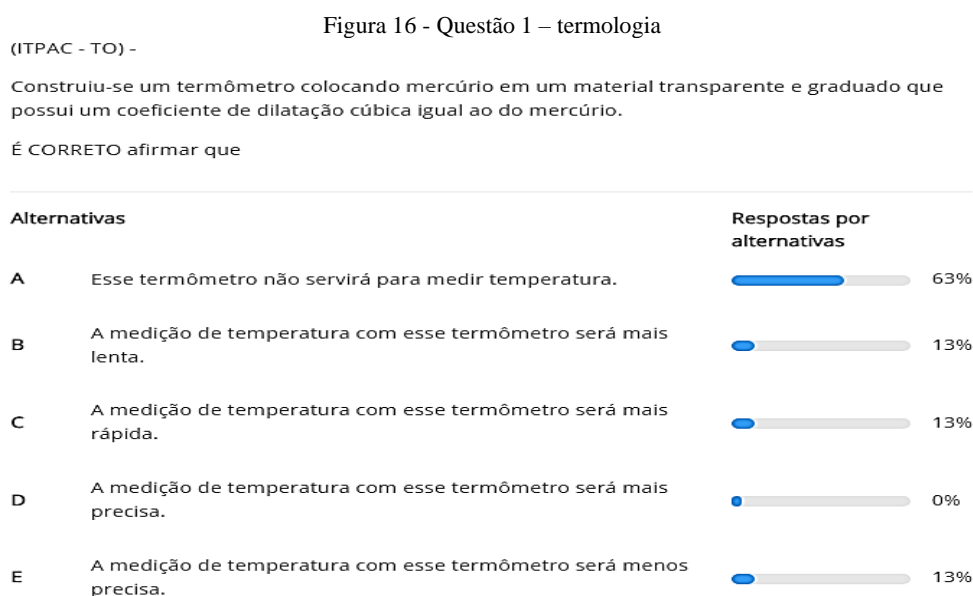 Figura 16 - Questão 1 – termologia
(ITPAC - TO) -
Construiu-se um termômetro colocando mercúrio em um material transparente e graduado que
possui um coeficiente de dilatação cúbica igual ao do mercúrio.
É CORRETO afirmar que
Alternativas
Respostas por
alternativas
A Esse termômetro não servirá para medir temperatura. 63%
B A medição de temperatura com esse termômetro será mais
lenta. 13%
C A medição de temperatura com esse termômetro será mais
rápida. 13%
D A medição de temperatura com esse termômetro será mais
precisa. 0%
E A medição de temperatura com esse termômetro será menos
precisa. 13%